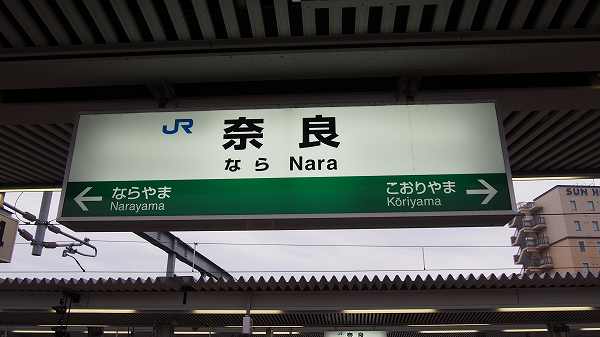 JR 奈良
なら Nara
← ならやま
Narayama
こおりやま →
Kōriyama
SUN H